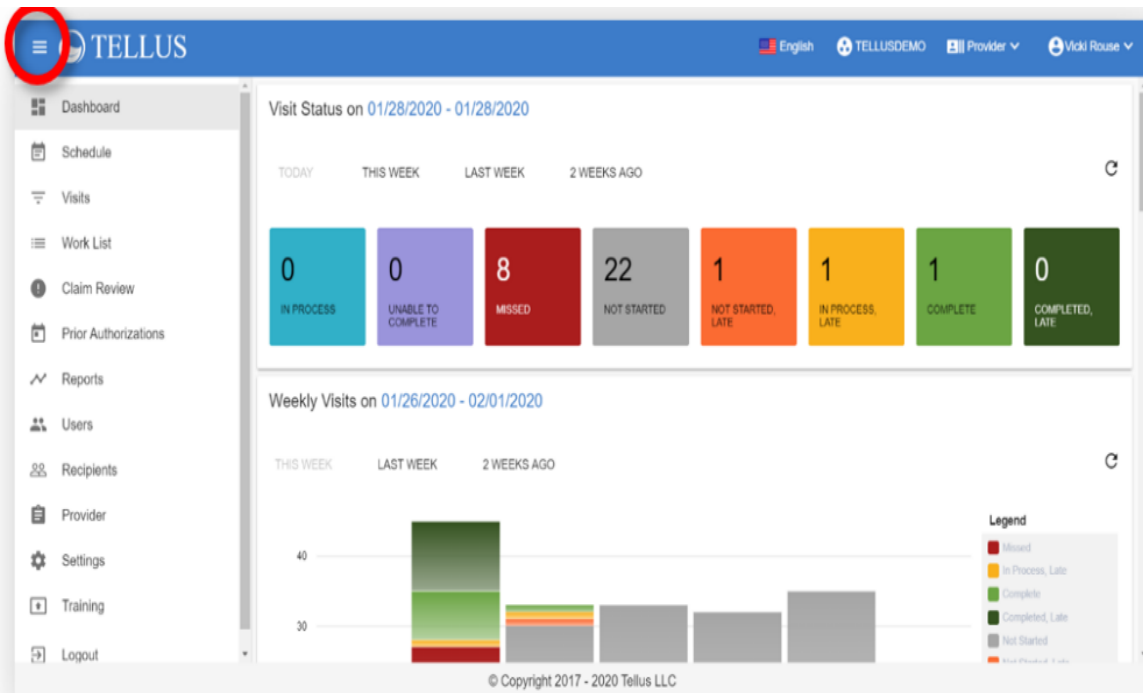 TELLUS
English
TELLUSDEMO
Provider
Vicki Rouse
Dashboard
Schedule
Visits
Work List
Claim Review
Prior Authorizations
Reports
Users
Recipients
Provider
Settings
Training
Logout
Visit Status on 01/28/2020 - 01/28/2020
TODAY THIS WEEK LAST WEEK 2 WEEKS AGO
0
IN PROCESS
0
UNABLE TO
COMPLETE
8
MISSED
22
NOT STARTED
1
NOT STARTED,
LATE
1
IN PROCESS,
LATE
1
COMPLETE
0
COMPLETED,
LATE
Weekly Visits on 01/26/2020 - 02/01/2020
THIS WEEK LAST WEEK 2 WEEKS AGO
40
30
Legend
Missed
In Process, Late
Complete
Completed, Late
Not Started
Not Started, Late
© Copyright 2017 - 2020 Tellus LLC